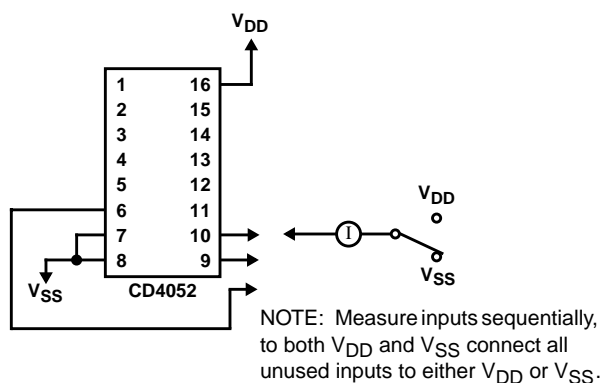 VDD
1 16
2 15
3 14
4 13
5 12
6 11
7 10
8 9
VSS
CD4052
I
VDD
VSS
NOTE: Measure inputs sequentially,
to both VDD and VSS connect all
unused inputs to either VDD or VSS.